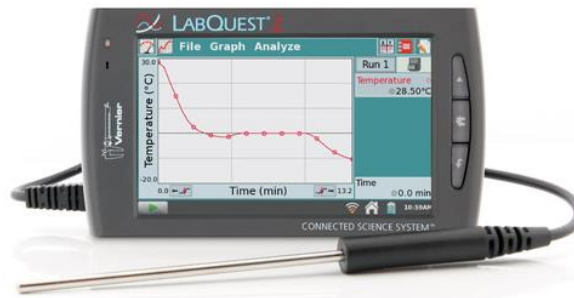 LABQUEST 2
File Graph Analyze
Run 1
30.0
Temperature (°C)
-20.0
Temperature
28.50°C
0.0
Time (min)
13.2
Time
0.0 min
10:59AM
Vernier
CONNECTED SCIENCE SYSTEM™